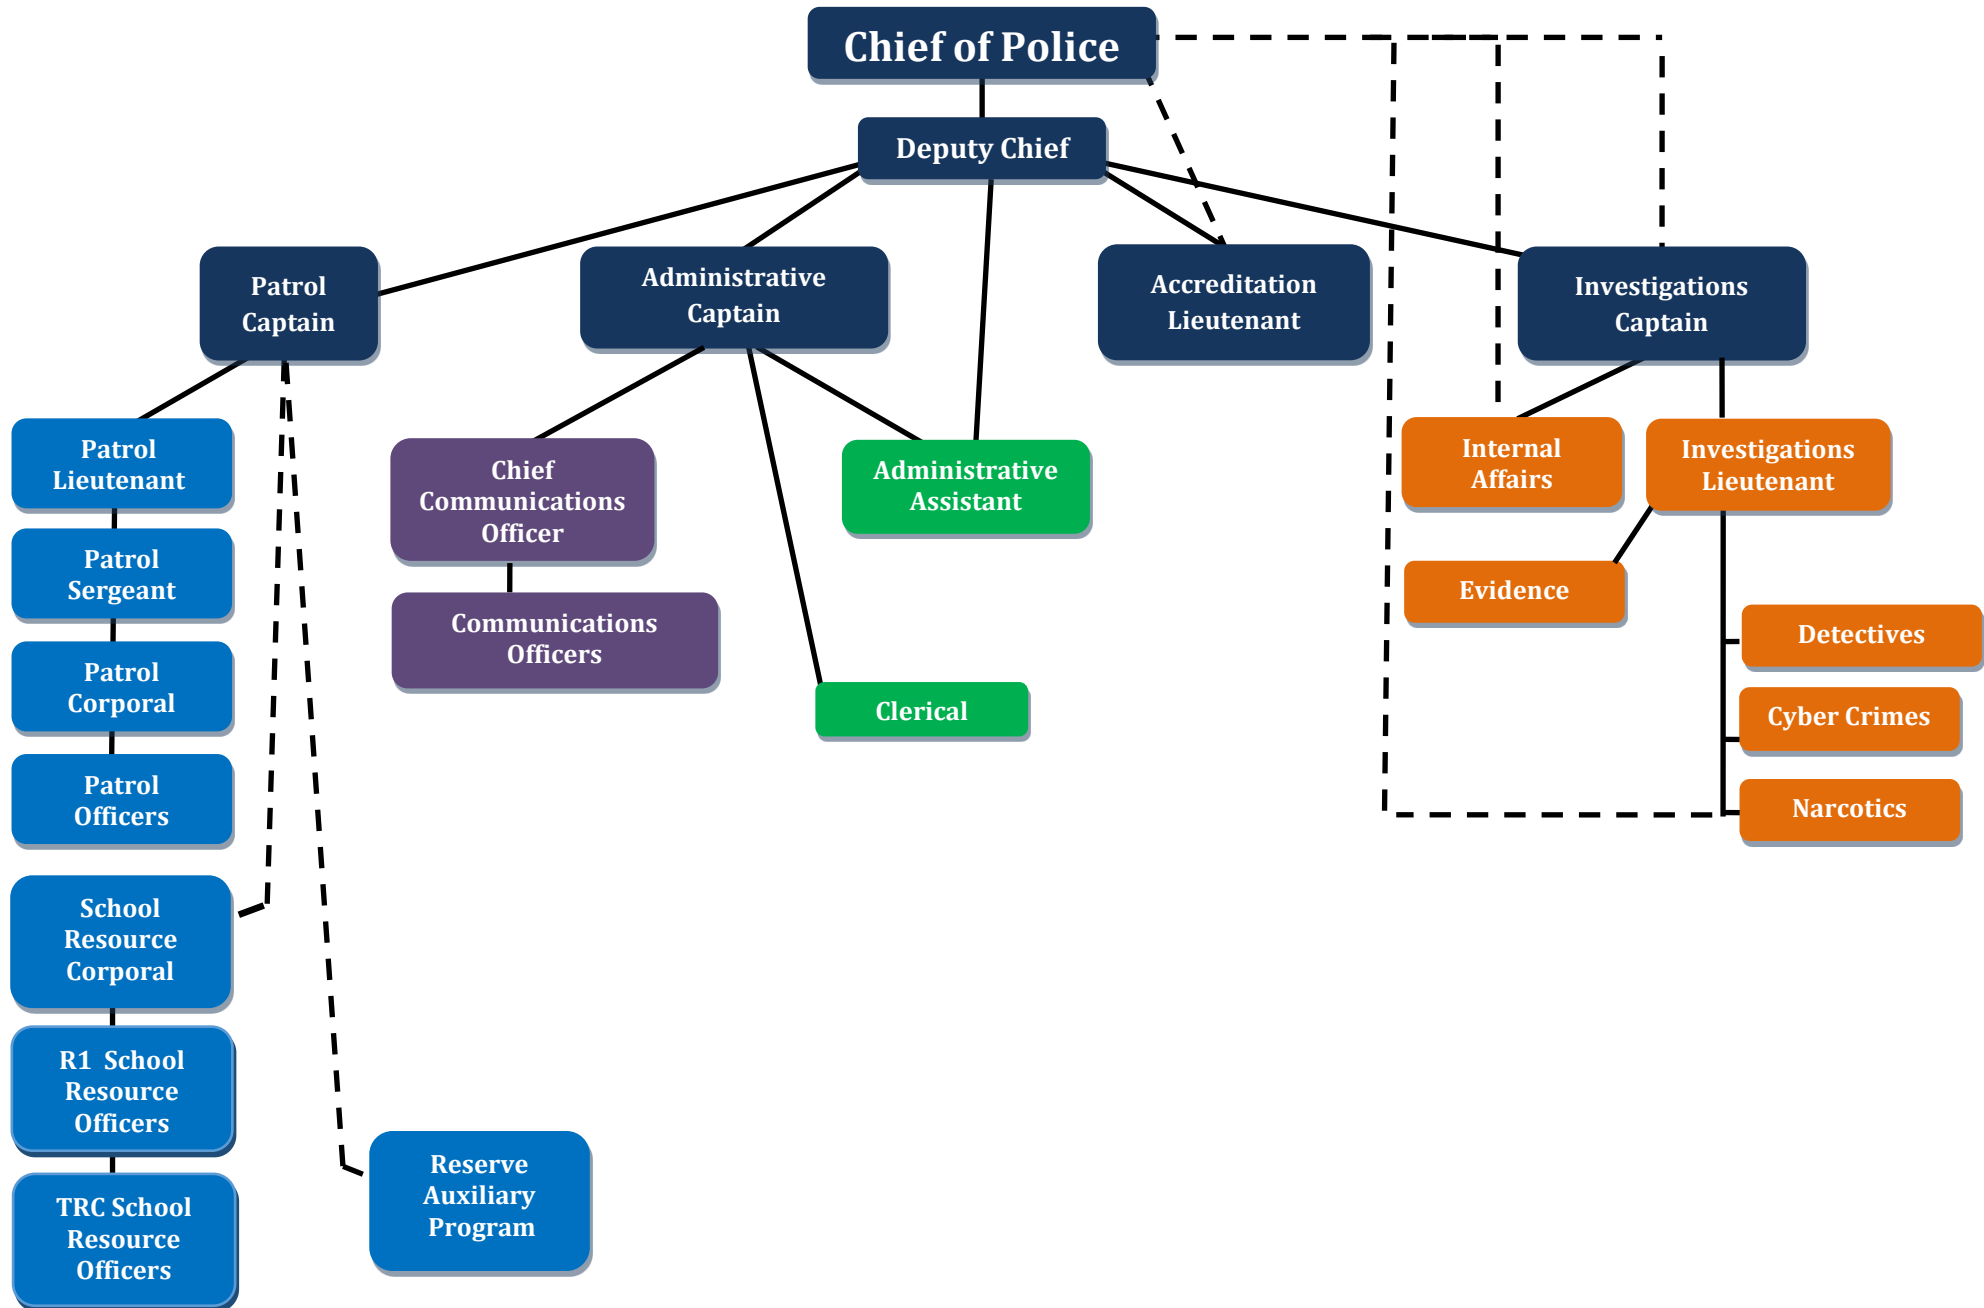 Chief of Police
Deputy Chief
Patrol
Captain
Administrative
Captain
Accreditation
Lieutenant
Investigations
Captain
Patrol
Lieutenant
Patrol
Sergeant
Patrol
Corporal
Patrol
Officers
School
Resource
Corporal
R1 School
Resource
Officers
TRC School
Resource
Officers
Reserve
Auxiliary
Program
Chief
Communications
Officer
Communications
Officers
Administrative
Assistant
Clerical
Internal
Affairs
Investigations
Lieutenant
Evidence
Detectives
Cyber Crimes
Narcotics